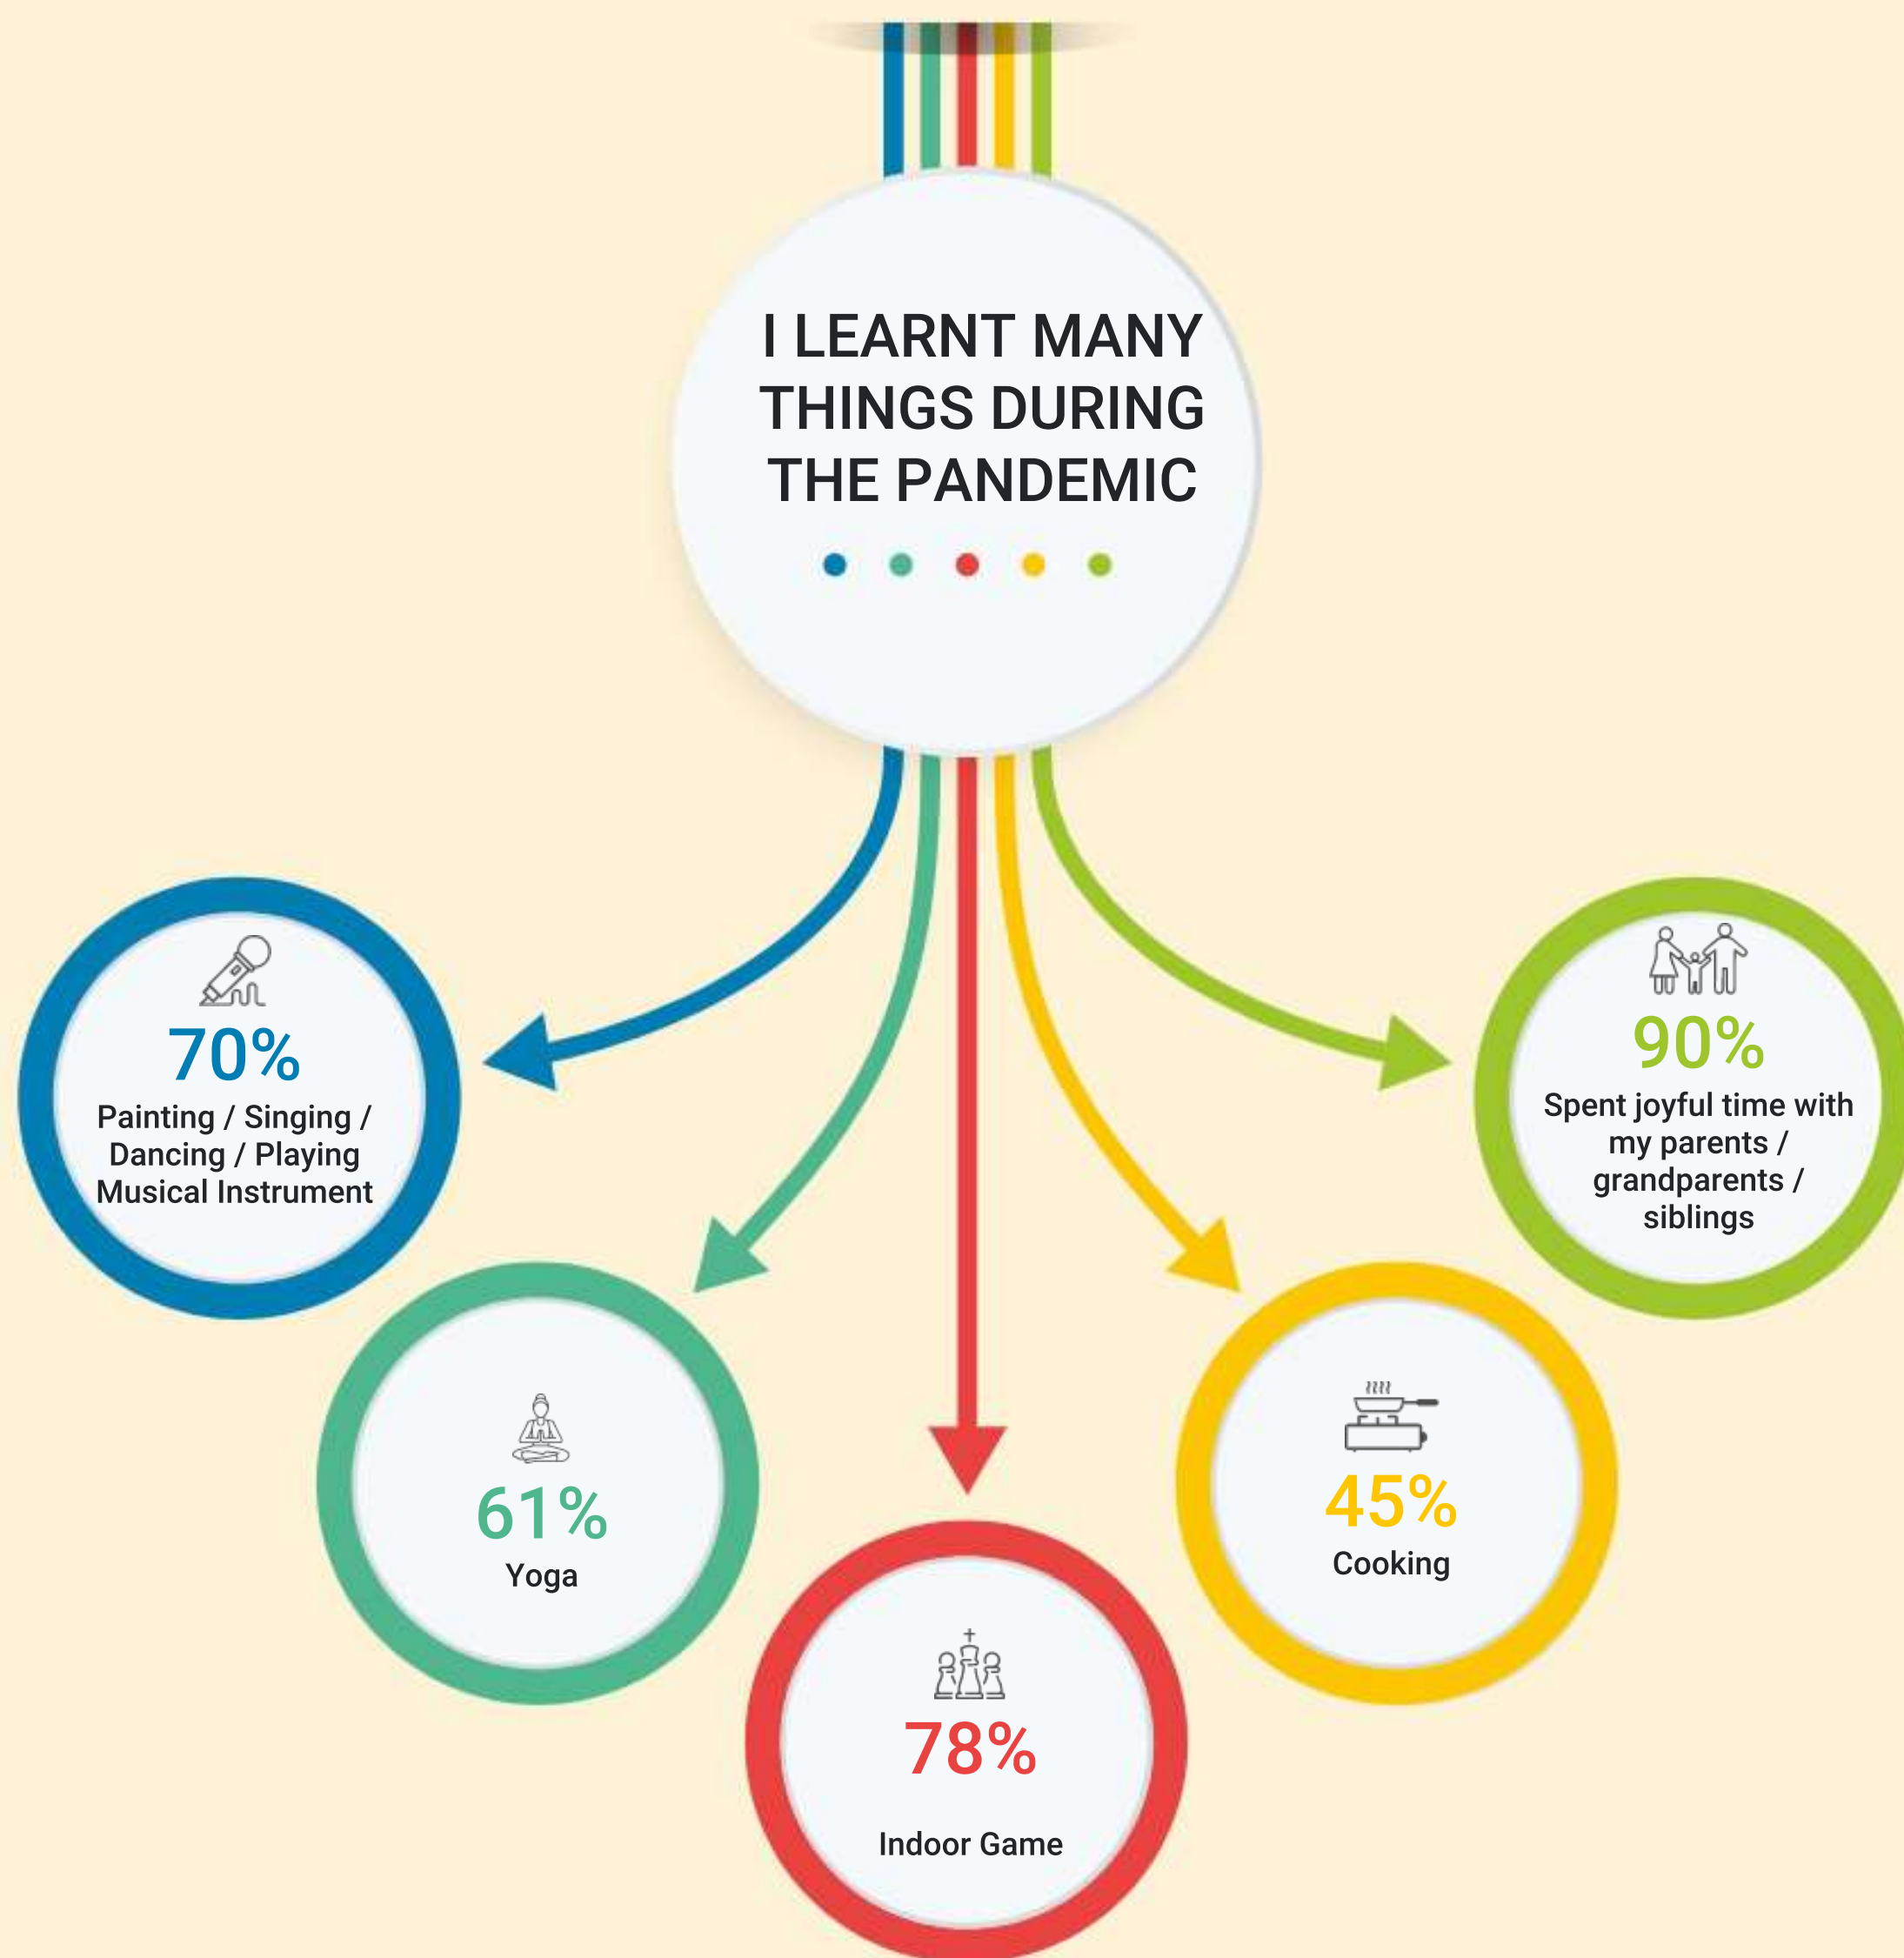 I LEARNT MANY
THINGS DURING
THE PANDEMIC
70%
Painting / Singing /
Dancing / Playing
Musical Instrument
90%
Spent joyful time with
my parents /
grandparents /
siblings
61%
Yoga
45%
Cooking
78%
Indoor Game